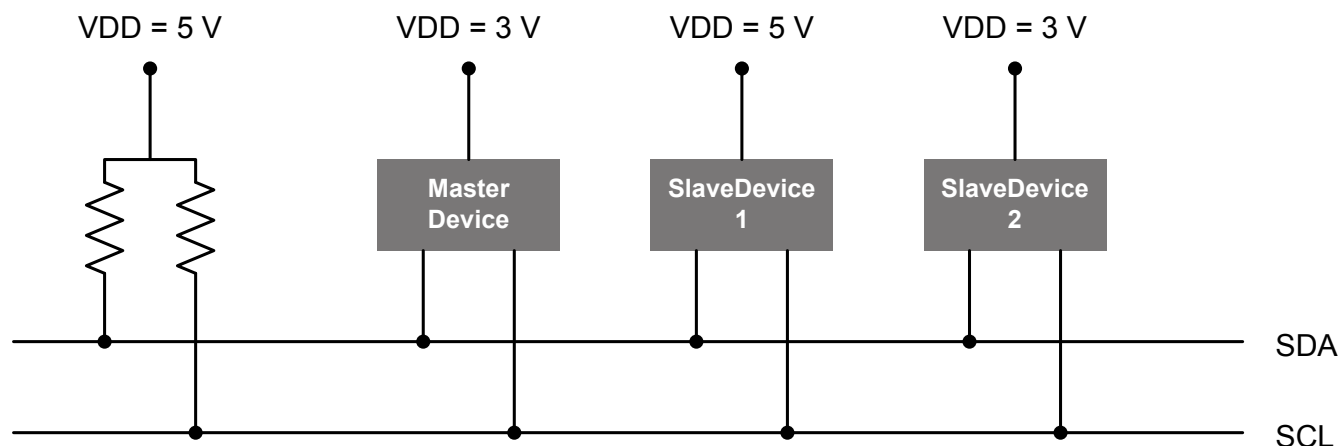 VDD = 5 V
VDD = 3 V
VDD = 5 V
VDD = 3 V
Master
Device
SlaveDevice
1
SlaveDevice
2
SDA
SCL